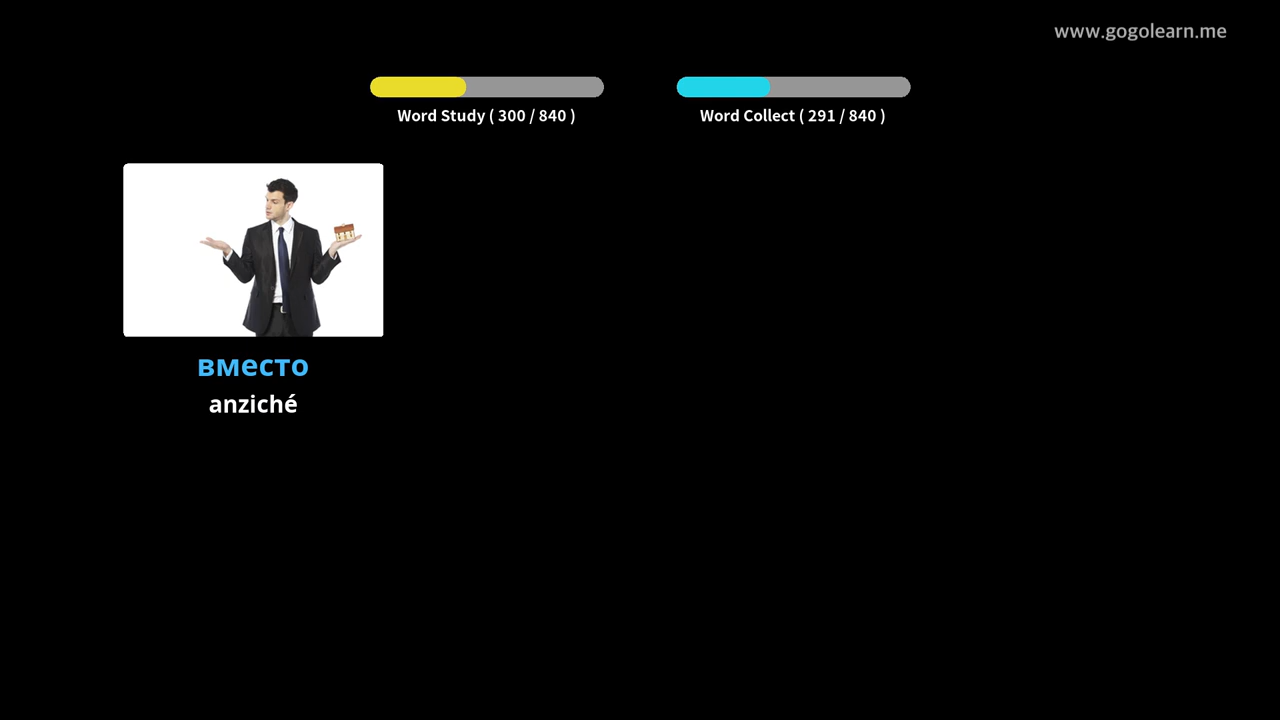 www.gogolearn.me
Word Study ( 300 / 840 )
Word Collect ( 291 / 840 )
вместо
anziché